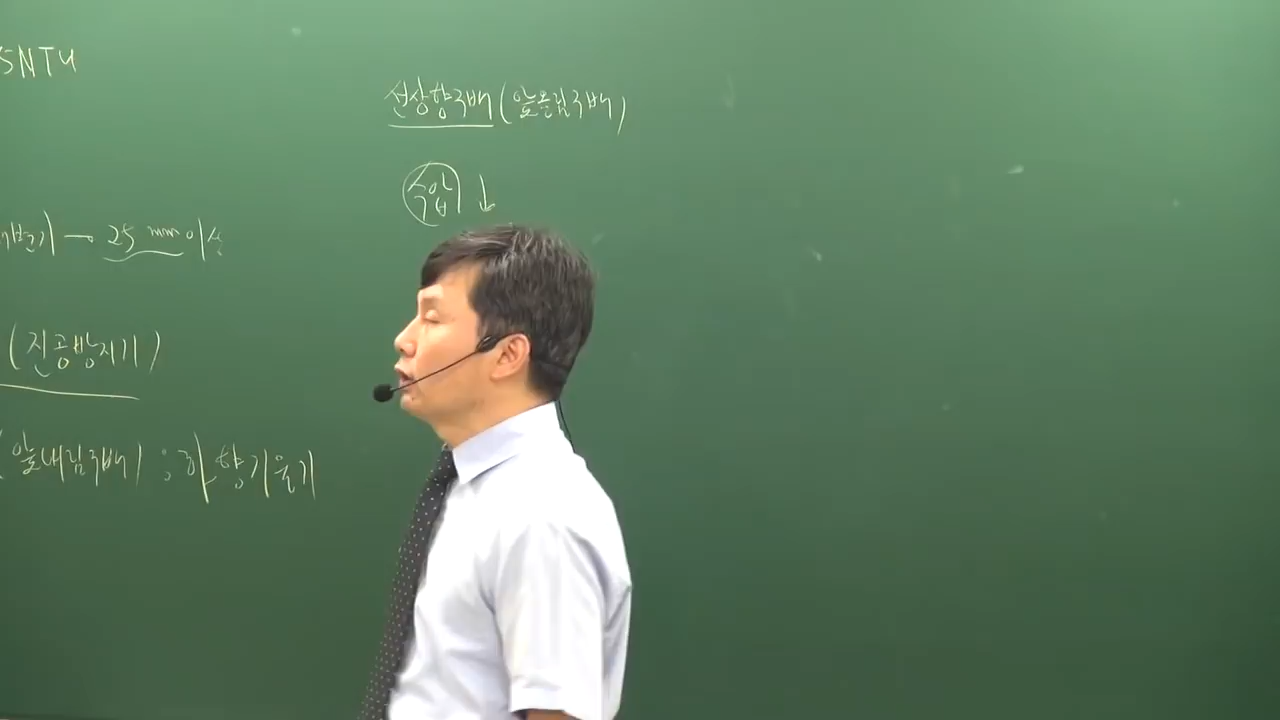 선상향구배(앞올림구배)
수압 ↓
→ 25 mm 이상
(진공방지기)
(앞내림구배) ; 하향기울기